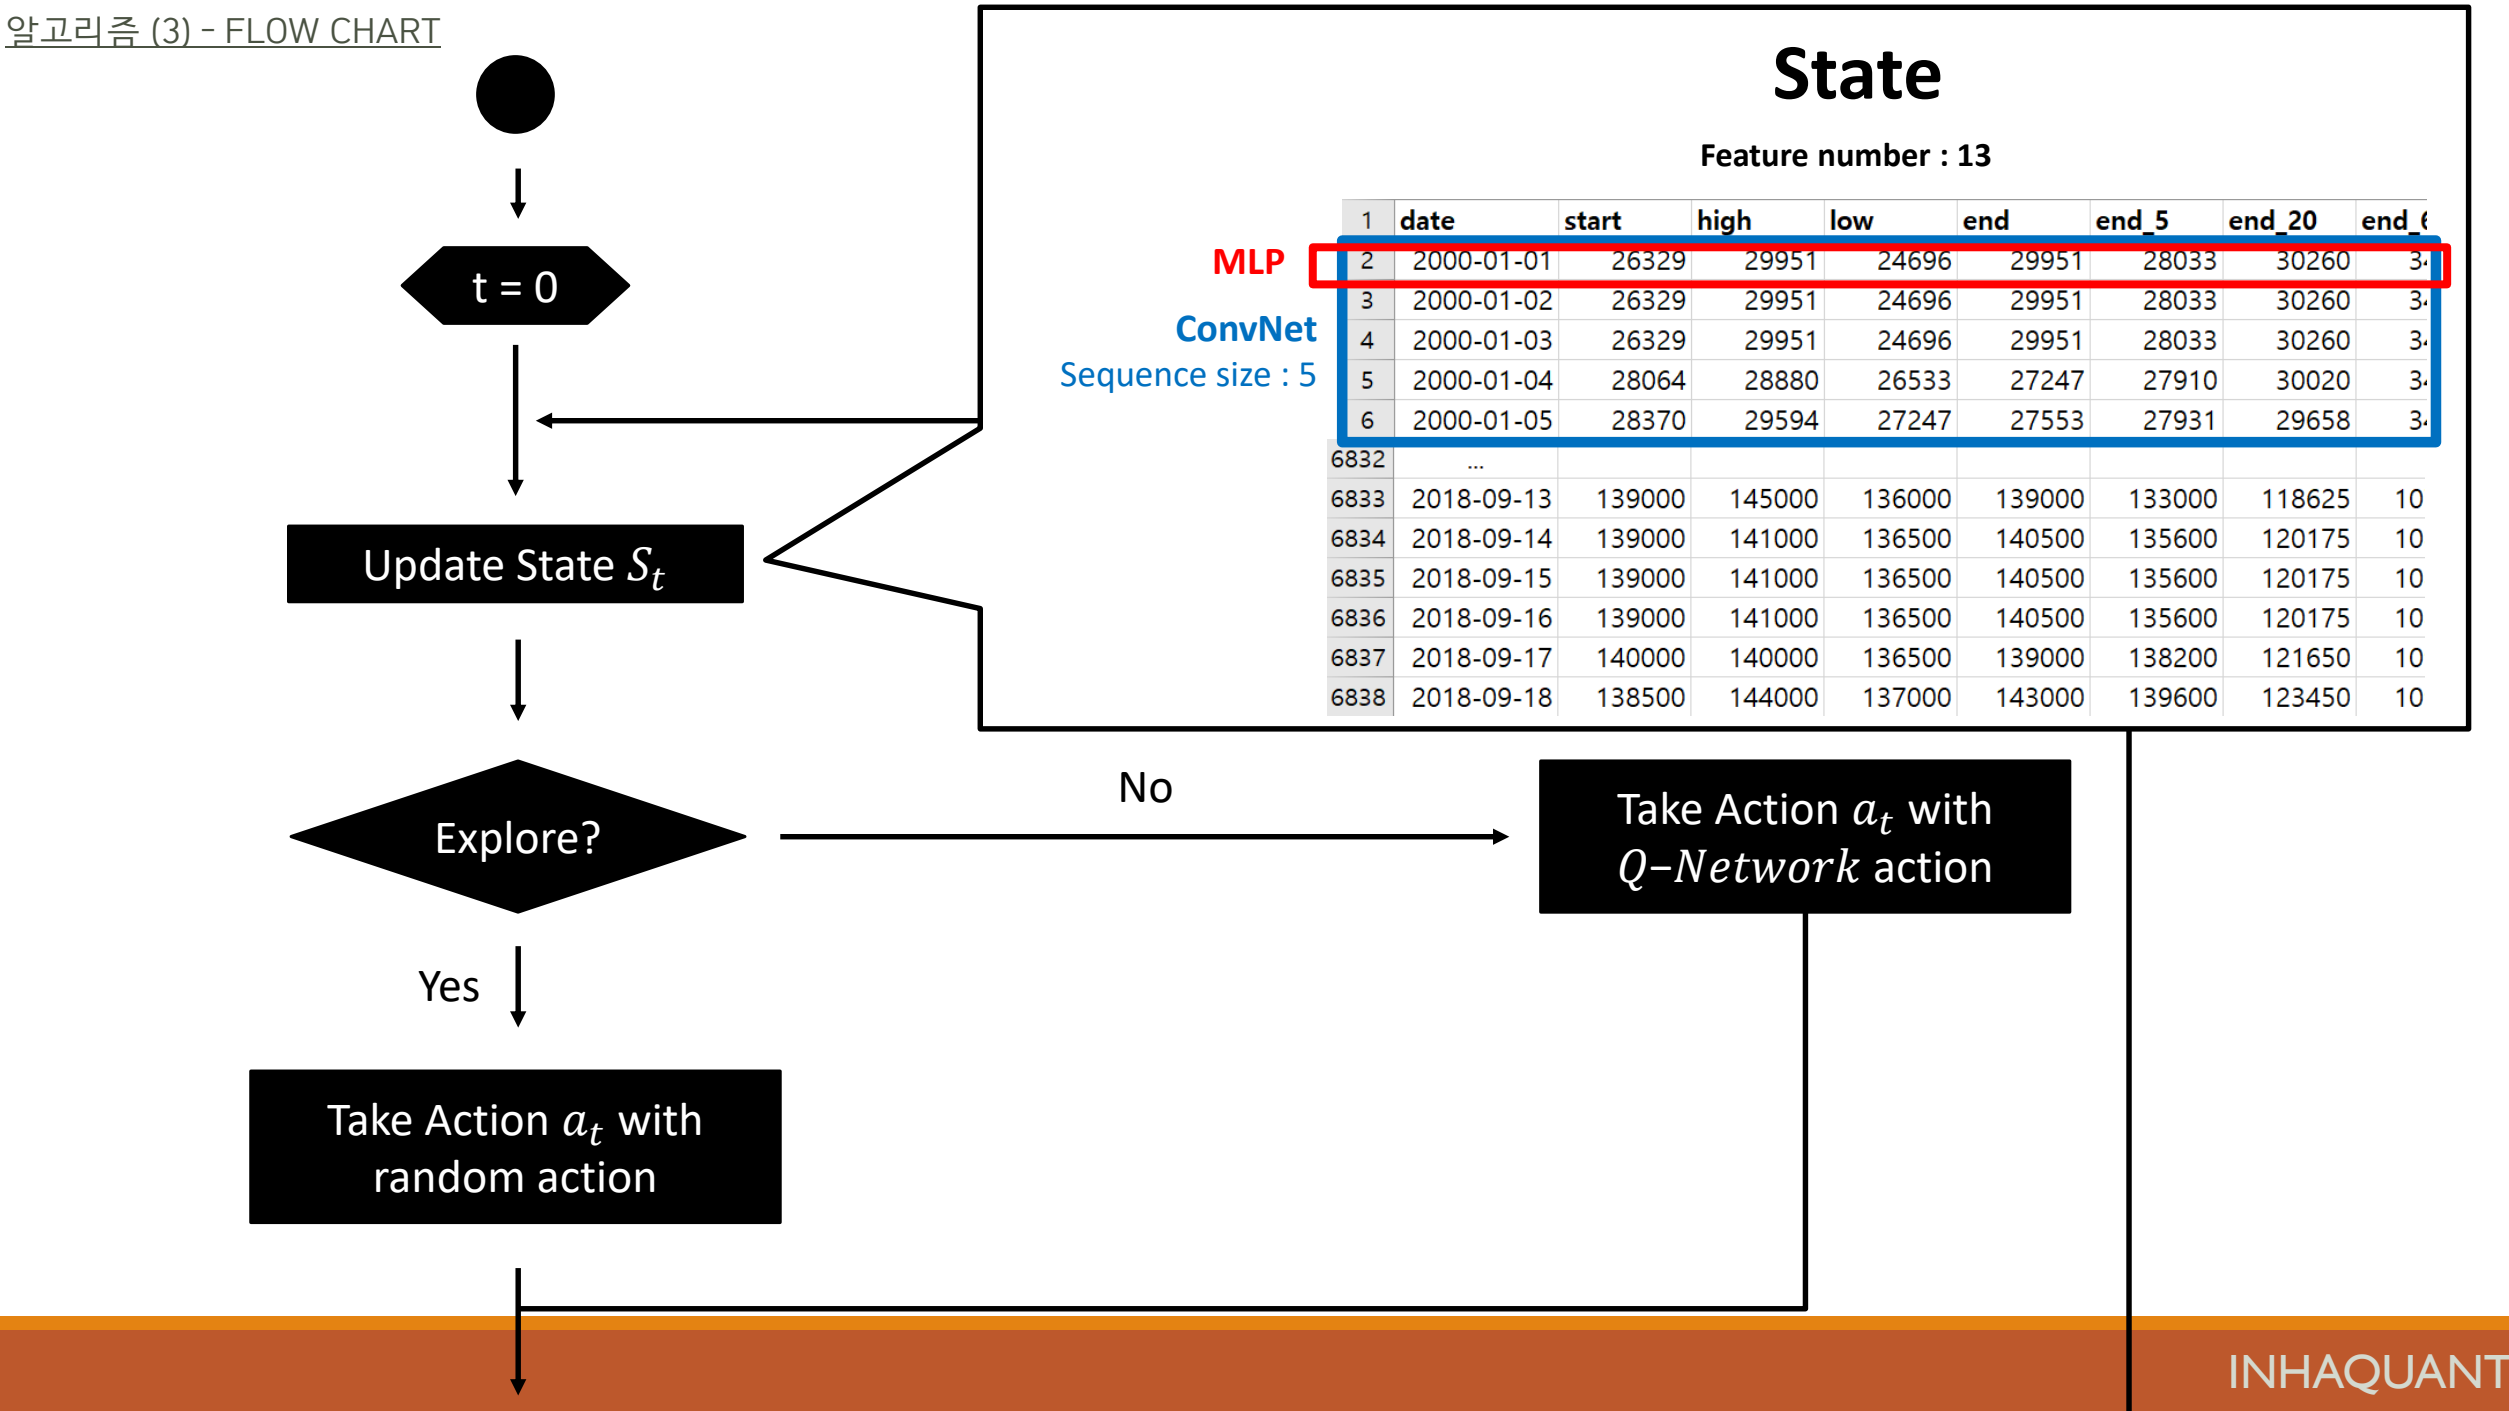 알고리즘 (3) - FLOW CHART
t = 0
Update State S_t
Explore?
No
Yes
Take Action a_t with
random action
Take Action a_t with
Q–Network action
State
Feature number : 13
MLP
ConvNet
Sequence size : 5
1 date start high low end end_5 end_20 end_6
2 2000-01-01 26329 29951 24696 29951 28033 30260 34
3 2000-01-02 26329 29951 24696 29951 28033 30260 34
4 2000-01-03 26329 29951 24696 29951 28033 30260 34
5 2000-01-04 28064 28880 26533 27247 27910 30020 34
6 2000-01-05 28370 29594 27247 27553 27931 29658 34
6832 ...
6833 2018-09-13 139000 145000 136000 139000 133000 118625 10
6834 2018-09-14 139000 141000 136500 140500 135600 120175 10
6835 2018-09-15 139000 141000 136500 140500 135600 120175 10
6836 2018-09-16 139000 141000 136500 140500 135600 120175 10
6837 2018-09-17 140000 140000 136500 139000 138200 121650 10
6838 2018-09-18 138500 144000 137000 143000 139600 123450 10
INHAQUANT